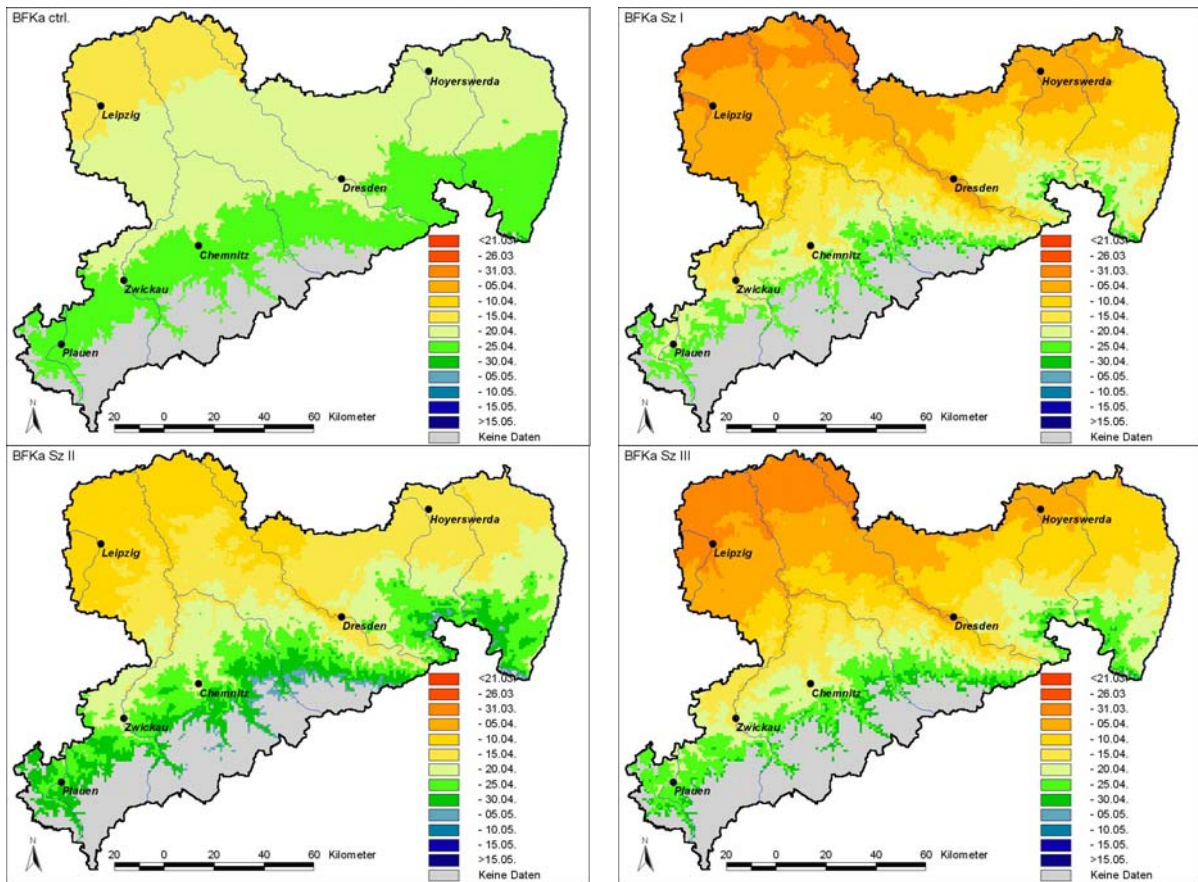 BFKa ctrl.
Hoyerswerda
Leipzig
Dresden
Chemnitz
Zwickau
Plauen
<21.03.
- 26.03
- 31.03.
- 05.04.
- 10.04.
- 15.04.
- 20.04.
- 25.04.
- 30.04.
- 05.05.
- 10.05.
- 15.05.
>15.05.
Keine Daten
N
20 0 20 40 60 Kilometer
BFKa Sz I
Hoyerswerda
Leipzig
Dresden
Chemnitz
Zwickau
Plauen
<21.03.
- 26.03
- 31.03.
- 05.04.
- 10.04.
- 15.04.
- 20.04.
- 25.04.
- 30.04.
- 05.05.
- 10.05.
- 15.05.
>15.05.
Keine Daten
N
20 0 20 40 60 Kilometer
BFKa Sz II
Hoyerswerda
Leipzig
Dresden
Chemnitz
Zwickau
Plauen
<21.03.
- 26.03
- 31.03.
- 05.04.
- 10.04.
- 15.04.
- 20.04.
- 25.04.
- 30.04.
- 05.05.
- 10.05.
- 15.05.
>15.05.
Keine Daten
N
20 0 20 40 60 Kilometer
BFKa Sz III
Hoyerswerda
Leipzig
Dresden
Chemnitz
Zwickau
Plauen
<21.03.
- 26.03
- 31.03.
- 05.04.
- 10.04.
- 15.04.
- 20.04.
- 25.04.
- 30.04.
- 05.05.
- 10.05.
- 15.05.
>15.05.
Keine Daten
N
20 0 20 40 60 Kilometer